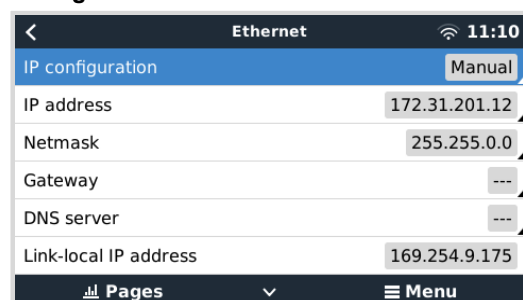 Ethernet 11:10
IP configuration Manual
IP address 172.31.201.12
Netmask 255.255.0.0
Gateway ---
DNS server ---
Link-local IP address 169.254.9.175
Pages Menu